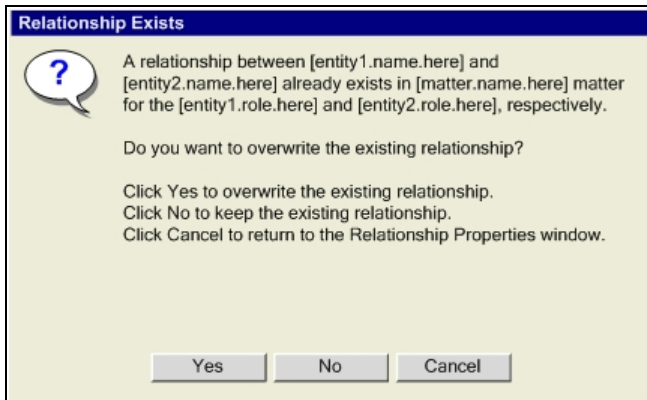 Relationship Exists
?
A relationship between [entity1.name.here] and
[entity2.name.here] already exists in [matter.name.here] matter
for the [entity1.role.here] and [entity2.role.here], respectively.
Do you want to overwrite the existing relationship?
Click Yes to overwrite the existing relationship.
Click No to keep the existing relationship.
Click Cancel to return to the Relationship Properties window.
Yes No Cancel